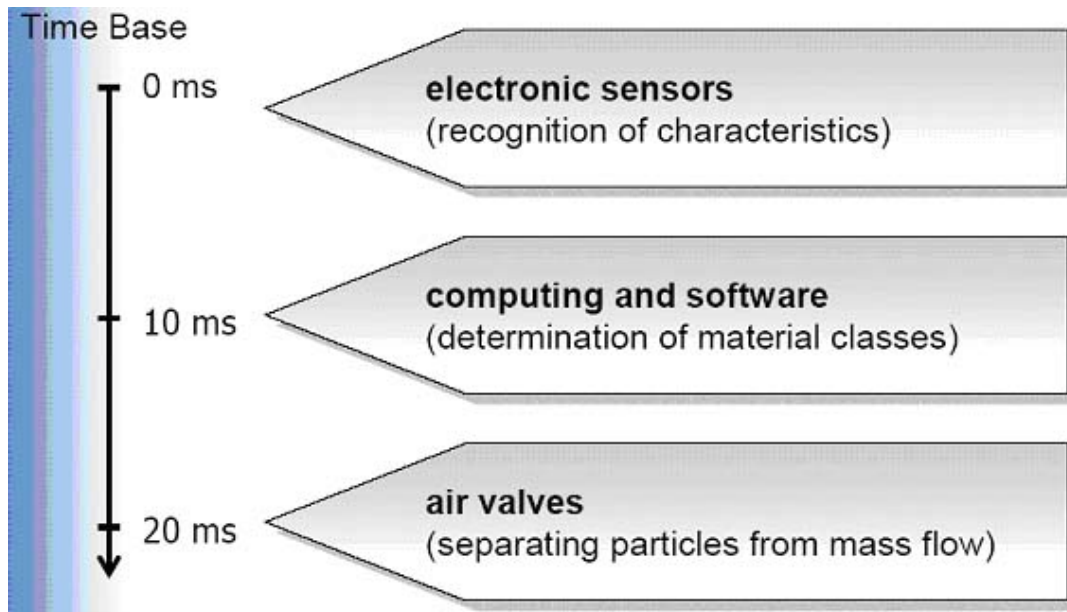 Time Base
0 ms
electronic sensors
(recognition of characteristics)
10 ms
computing and software
(determination of material classes)
20 ms
air valves
(separating particles from mass flow)